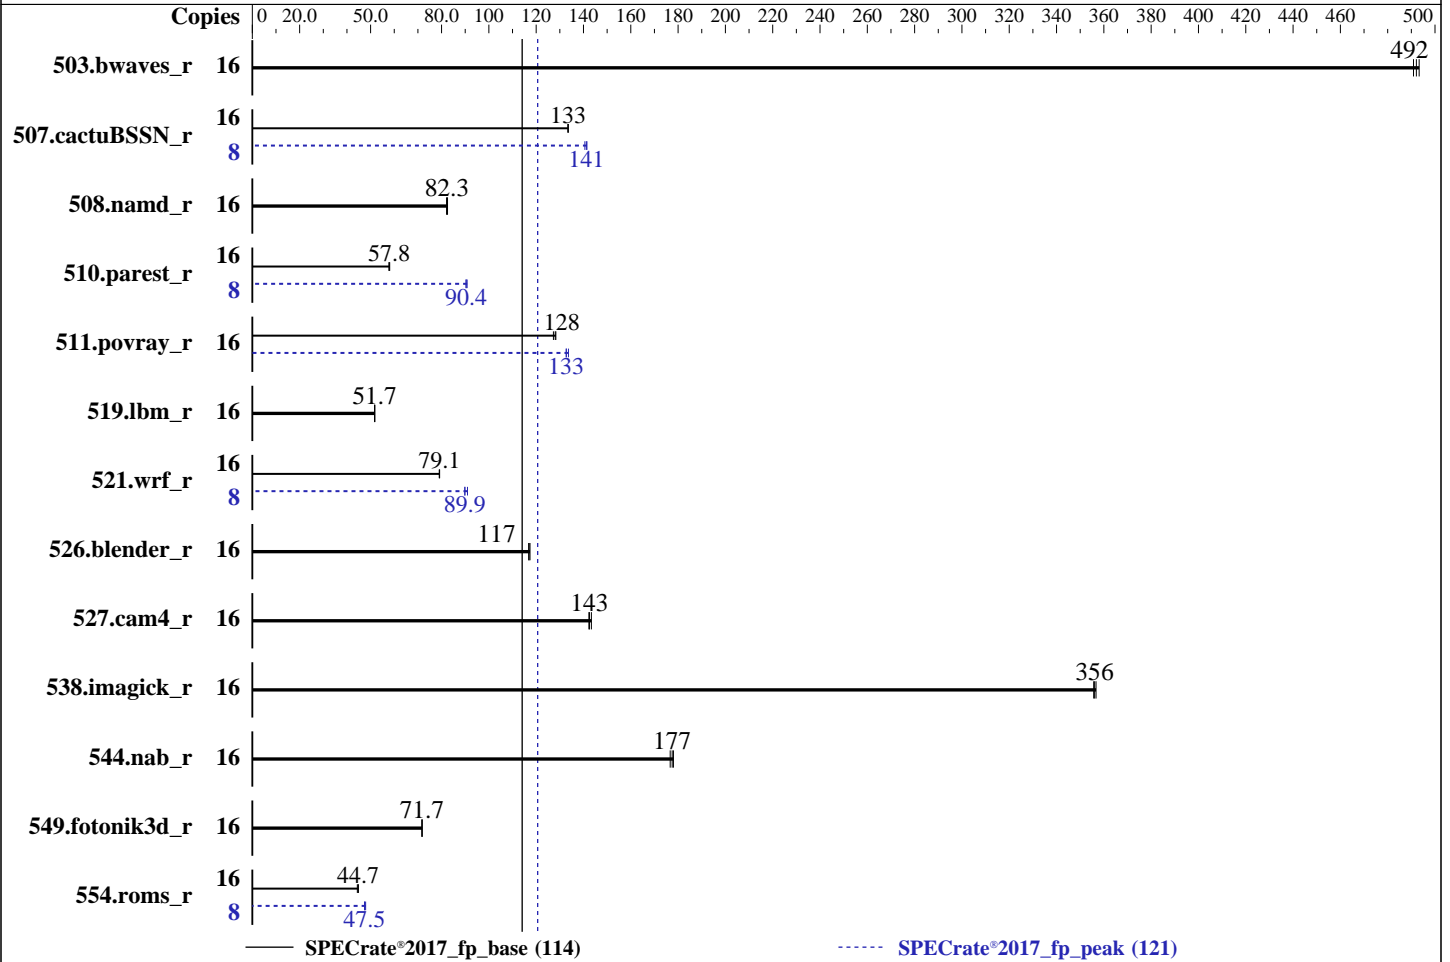 Copies 0 20.0 50.0 80.0 100 120 140 160 180 200 220 240 260 280 300 320 340 360 380 400 420 440 460 500
503.bwaves_r 16 492
507.cactuBSSN_r 16 133
8 141
508.namd_r 16 82.3
510.parest_r 16 57.8
8 90.4
511.povray_r 16 128
133
519.lbm_r 16 51.7
521.wrf_r 16 79.1
8 89.9
526.blender_r 16 117
527.cam4_r 16 143
538.imagick_r 16 356
544.nab_r 16 177
549.fotonik3d_r 16 71.7
554.roms_r 16 44.7
8 47.5
SPECrate®2017_fp_base (114) SPECrate®2017_fp_peak (121)